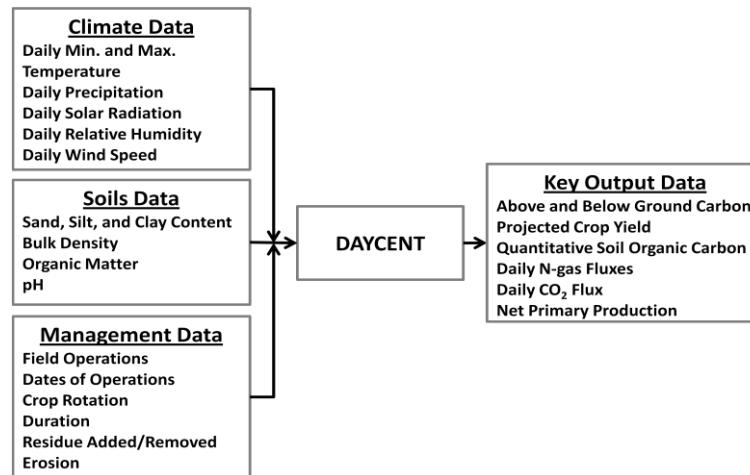 Climate Data
Daily Min. and Max.
Temperature
Daily Precipitation
Daily Solar Radiation
Daily Relative Humidity
Daily Wind Speed
Soils Data
Sand, Silt, and Clay Content
Bulk Density
Organic Matter
pH
Management Data
Field Operations
Dates of Operations
Crop Rotation
Duration
Residue Added/Removed
Erosion
DAYCENT
Key Output Data
Above and Below Ground Carbon
Projected Crop Yield
Quantitative Soil Organic Carbon
Daily N-gas Fluxes
Daily CO₂ Flux
Net Primary Production